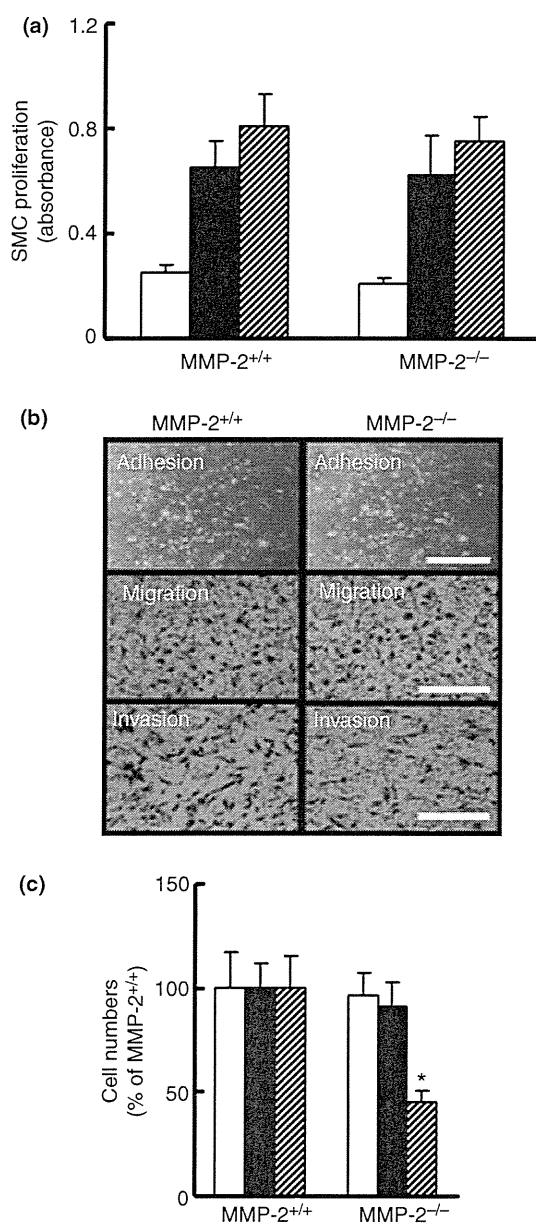 (a)
1.2
0.8
0.4
0
SMC proliferation
(absorbance)
MMP-2+/+
MMP-2−/−
(b)
MMP-2+/+
MMP-2−/−
Adhesion
Adhesion
Migration
Migration
Invasion
Invasion
(c)
150
100
50
0
Cell numbers
(% of MMP-2+/+)
*
MMP-2+/+
MMP-2−/−